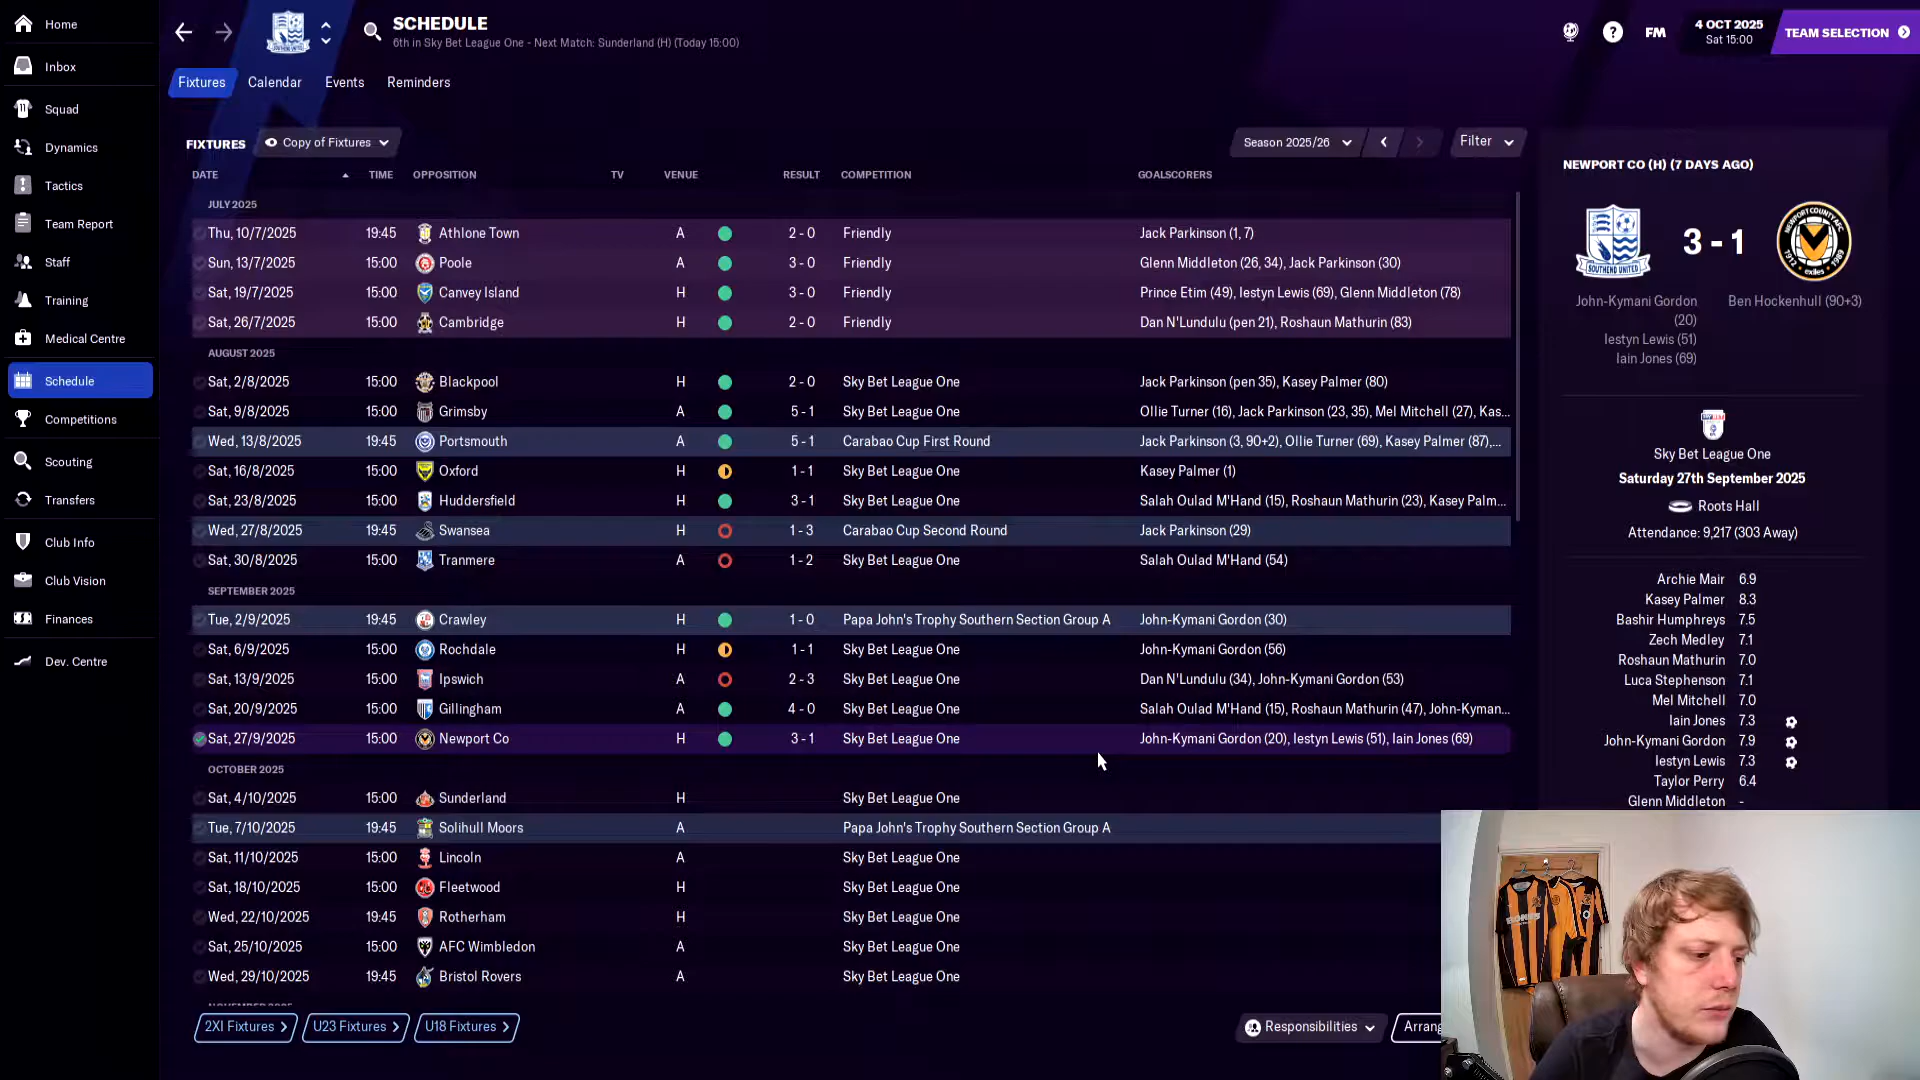 Home
Inbox
Squad
Dynamics
Tactics
Team Report
Staff
Training
Medical Centre
Schedule
Competitions
Scouting
Transfers
Club Info
Club Vision
Finances
Dev. Centre
SOUTHEND UNITED
SCHEDULE
6th in Sky Bet League One - Next Match: Sunderland (H) (Today 15:00)
FM
4 OCT 2025
Sat 15:00
TEAM SELECTION
Fixtures Calendar Events Reminders
FIXTURES Copy of Fixtures Season 2025/26 Filter
DATE TIME OPPOSITION TV VENUE RESULT COMPETITION GOALSCORERS
JULY 2025
Thu, 10/7/2025 19:45 Athlone Town A 2 - 0 Friendly Jack Parkinson (1, 7)
Sun, 13/7/2025 15:00 Poole A 3 - 0 Friendly Glenn Middleton (26, 34), Jack Parkinson (30)
Sat, 19/7/2025 15:00 Canvey Island H 3 - 0 Friendly Prince Etim (49), Iestyn Lewis (69), Glenn Middleton (78)
Sat, 26/7/2025 15:00 Cambridge H 2 - 0 Friendly Dan N'Lundulu (pen 21), Roshaun Mathurin (83)
AUGUST 2025
Sat, 2/8/2025 15:00 Blackpool H 2 - 0 Sky Bet League One Jack Parkinson (pen 35), Kasey Palmer (80)
Sat, 9/8/2025 15:00 Grimsby A 5 - 1 Sky Bet League One Ollie Turner (16), Jack Parkinson (23, 35), Mel Mitchell (27), Kas...
Wed, 13/8/2025 19:45 Portsmouth A 5 - 1 Carabao Cup First Round Jack Parkinson (3, 90+2), Ollie Turner (69), Kasey Palmer (87),...
Sat, 16/8/2025 15:00 Oxford H 1 - 1 Sky Bet League One Kasey Palmer (1)
Sat, 23/8/2025 15:00 Huddersfield H 3 - 1 Sky Bet League One Salah Oulad M'Hand (15), Roshaun Mathurin (23), Kasey Palm...
Wed, 27/8/2025 19:45 Swansea H 1 - 3 Carabao Cup Second Round Jack Parkinson (29)
Sat, 30/8/2025 15:00 Tranmere A 1 - 2 Sky Bet League One Salah Oulad M'Hand (54)
SEPTEMBER 2025
Tue, 2/9/2025 19:45 Crawley H 1 - 0 Papa John's Trophy Southern Section Group A John-Kymani Gordon (30)
Sat, 6/9/2025 15:00 Rochdale H 1 - 1 Sky Bet League One John-Kymani Gordon (56)
Sat, 13/9/2025 15:00 Ipswich A 2 - 3 Sky Bet League One Dan N'Lundulu (34), John-Kymani Gordon (53)
Sat, 20/9/2025 15:00 Gillingham A 4 - 0 Sky Bet League One Salah Oulad M'Hand (15), Roshaun Mathurin (47), John-Kyman...
Sat, 27/9/2025 15:00 Newport Co H 3 - 1 Sky Bet League One John-Kymani Gordon (20), Iestyn Lewis (51), Iain Jones (69)
OCTOBER 2025
Sat, 4/10/2025 15:00 Sunderland H Sky Bet League One
Tue, 7/10/2025 19:45 Solihull Moors A Papa John's Trophy Southern Section Group A
Sat, 11/10/2025 15:00 Lincoln A Sky Bet League One
Sat, 18/10/2025 15:00 Fleetwood H Sky Bet League One
Wed, 22/10/2025 19:45 Rotherham H Sky Bet League One
Sat, 25/10/2025 15:00 AFC Wimbledon A Sky Bet League One
Wed, 29/10/2025 19:45 Bristol Rovers A Sky Bet League One
NOVEMBER 2025
2XI Fixtures U23 Fixtures U18 Fixtures Responsibilities Arrang
NEWPORT CO (H) (7 DAYS AGO)
SOUTHEND UNITED
3 - 1
NEWPORT COUNTY AFC
1912 exiles 1989
John-Kymani Gordon
(20)
Iestyn Lewis (51)
Iain Jones (69)
Ben Hockenhull (90+3)
Sky Bet League One
Saturday 27th September 2025
Roots Hall
Attendance: 9,217 (303 Away)
Archie Mair 6.9
Kasey Palmer 8.3
Bashir Humphreys 7.5
Zech Medley 7.1
Roshaun Mathurin 7.0
Luca Stephenson 7.1
Mel Mitchell 7.0
Iain Jones 7.3
John-Kymani Gordon 7.9
Iestyn Lewis 7.3
Taylor Perry 6.4
Glenn Middleton -